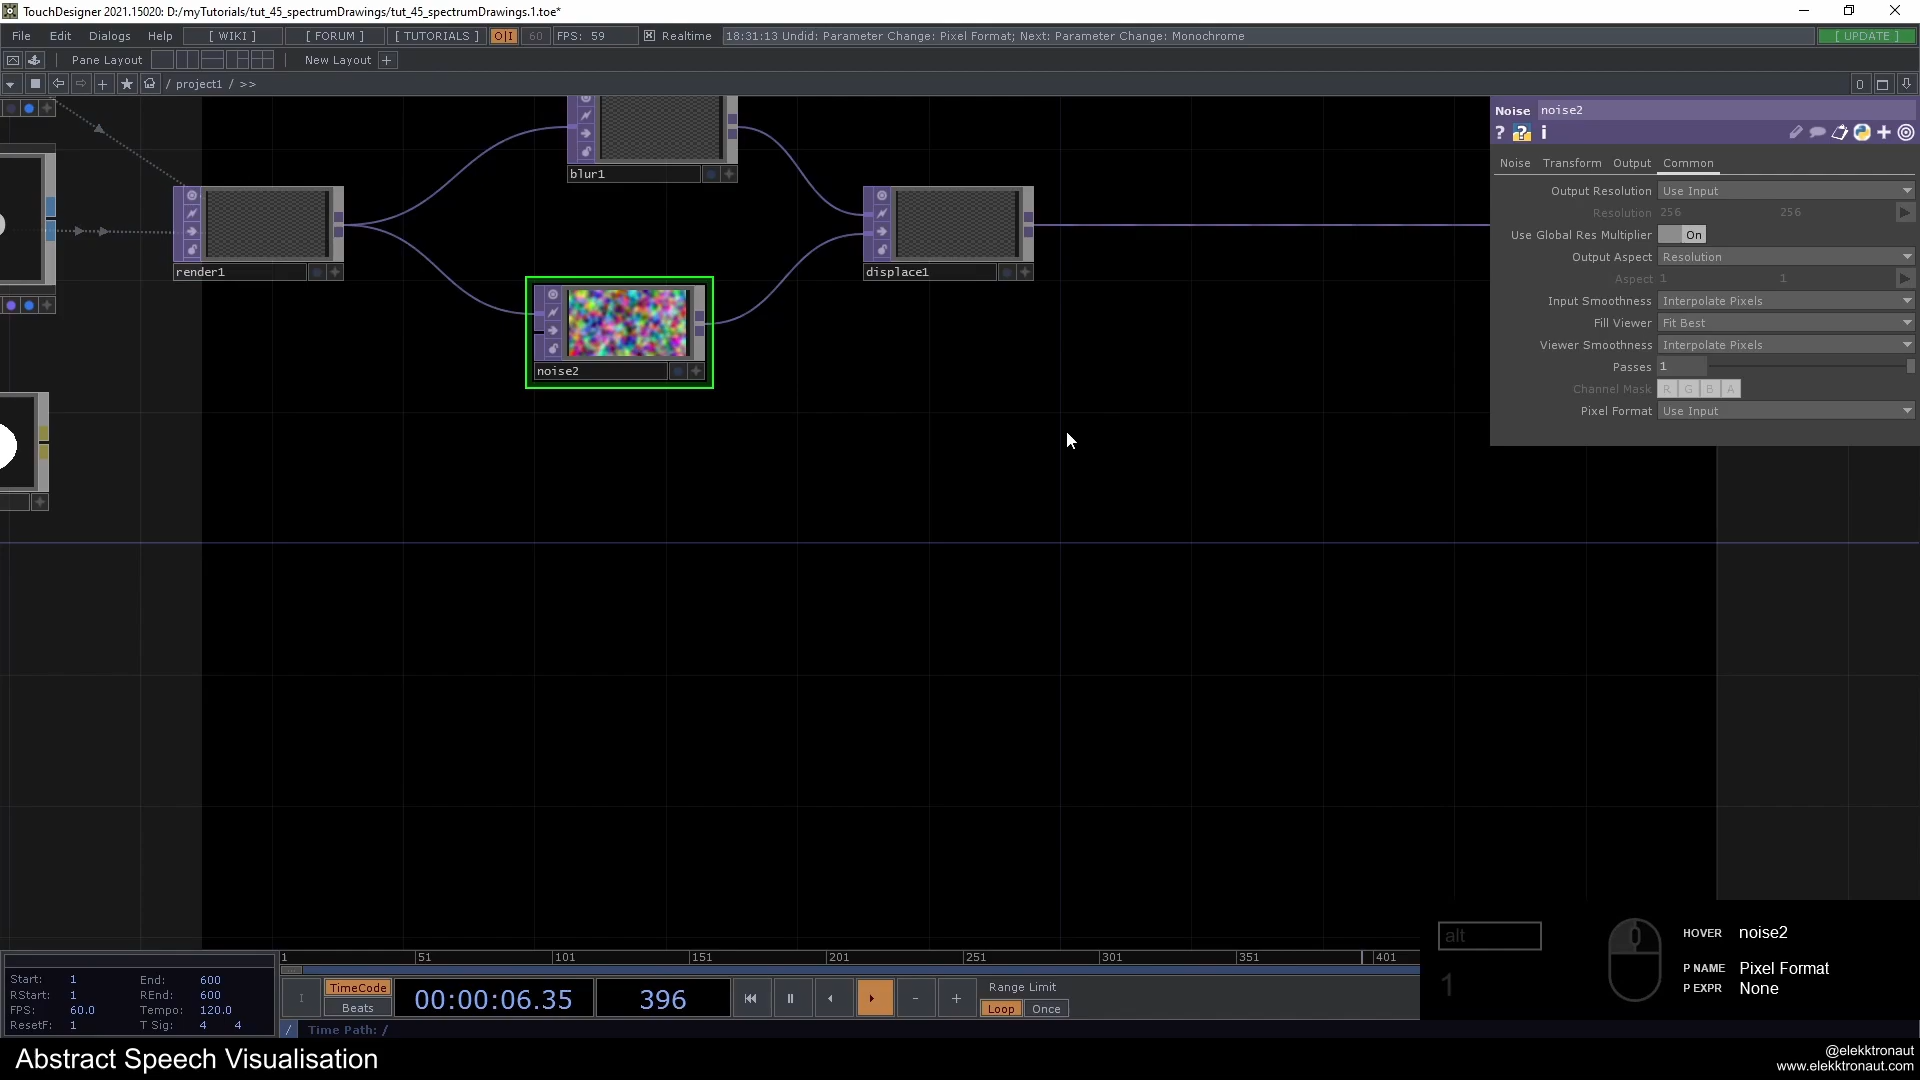 TouchDesigner 2021.15020: D:/myTutorials/tut_45_spectrumDrawings/tut_45_spectrumDrawings.1.toe*
File Edit Dialogs Help [ WIKI ] [ FORUM ] [ TUTORIALS ] O|I 60 FPS: 59 Realtime 18:31:13 Undid: Parameter Change: Pixel Format; Next: Parameter Change: Monochrome [ UPDATE ]
Pane Layout New Layout +
/ project1 / >> 0
Noise noise2
? ? i
Noise Transform Output Common
Output Resolution Use Input
Resolution 256 256
Use Global Res Multiplier On
Output Aspect Resolution
Aspect 1 1
Input Smoothness Interpolate Pixels
Fill Viewer Fit Best
Viewer Smoothness Interpolate Pixels
Passes 1
Channel Mask R G B A
Pixel Format Use Input
blur1
render1
displace1
noise2
alt
1
HOVER noise2
P NAME Pixel Format
P EXPR None
1 51 101 151 201 251 301 351 401
Start: 1 End: 600
RStart: 1 REnd: 600
FPS: 60.0 Tempo: 120.0
ResetF: 1 T Sig: 4 4
I TimeCode
Beats
00:00:06.35 396 - +
Range Limit
Loop Once
/ Time Path: /
Abstract Speech Visualisation
@elekktronaut
www.elekktronaut.com